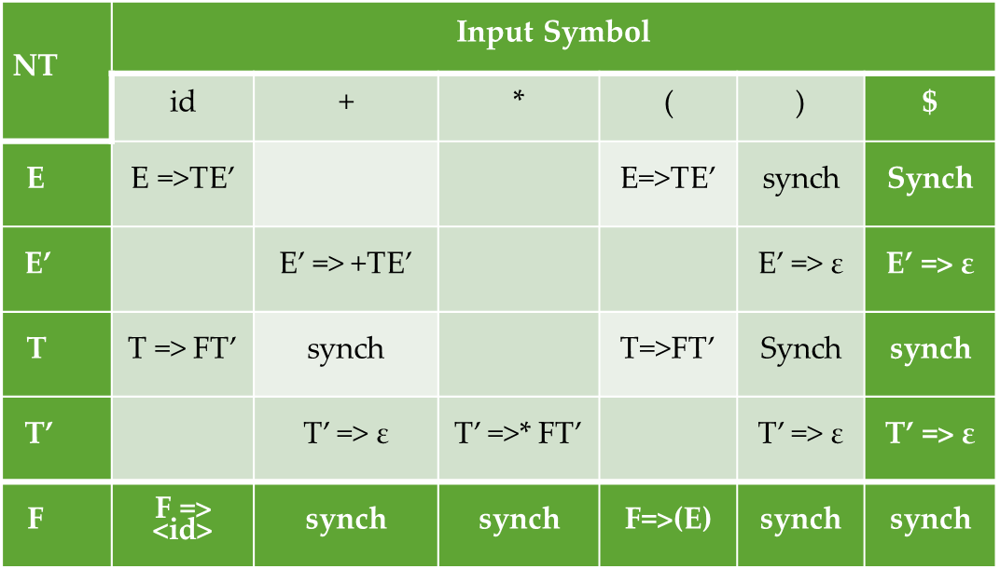 NT Input Symbol
id + * ( ) $
E E =>TE′ E=>TE′ synch Synch
E′ E′ => +TE′ E′ => ε E′ => ε
T T => FT′ synch T=>FT′ Synch synch
T′ T′ => ε T′ =>* FT′ T′ => ε T′ => ε
F F => <id> synch synch F=>(E) synch synch